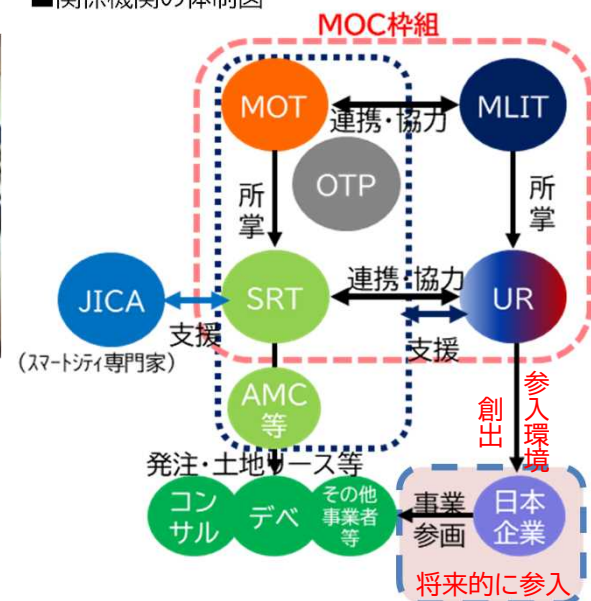 ■関係機関の体制図
MOC枠組
MOT
MLIT
連携・協力
OTP
所掌
所掌
連携・協力
JICA
SRT
UR
支援
支援
(スマートシティ専門家)
AMC
等
参入環境
創出
発注・土地リース等
コン
サル
デベ
その他
事業者
等
事業
参画
日本
企業
将来的に参入